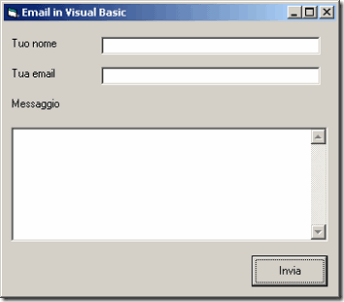 Email in Visual Basic
Tuo nome
Tua email
Messaggio
Invia